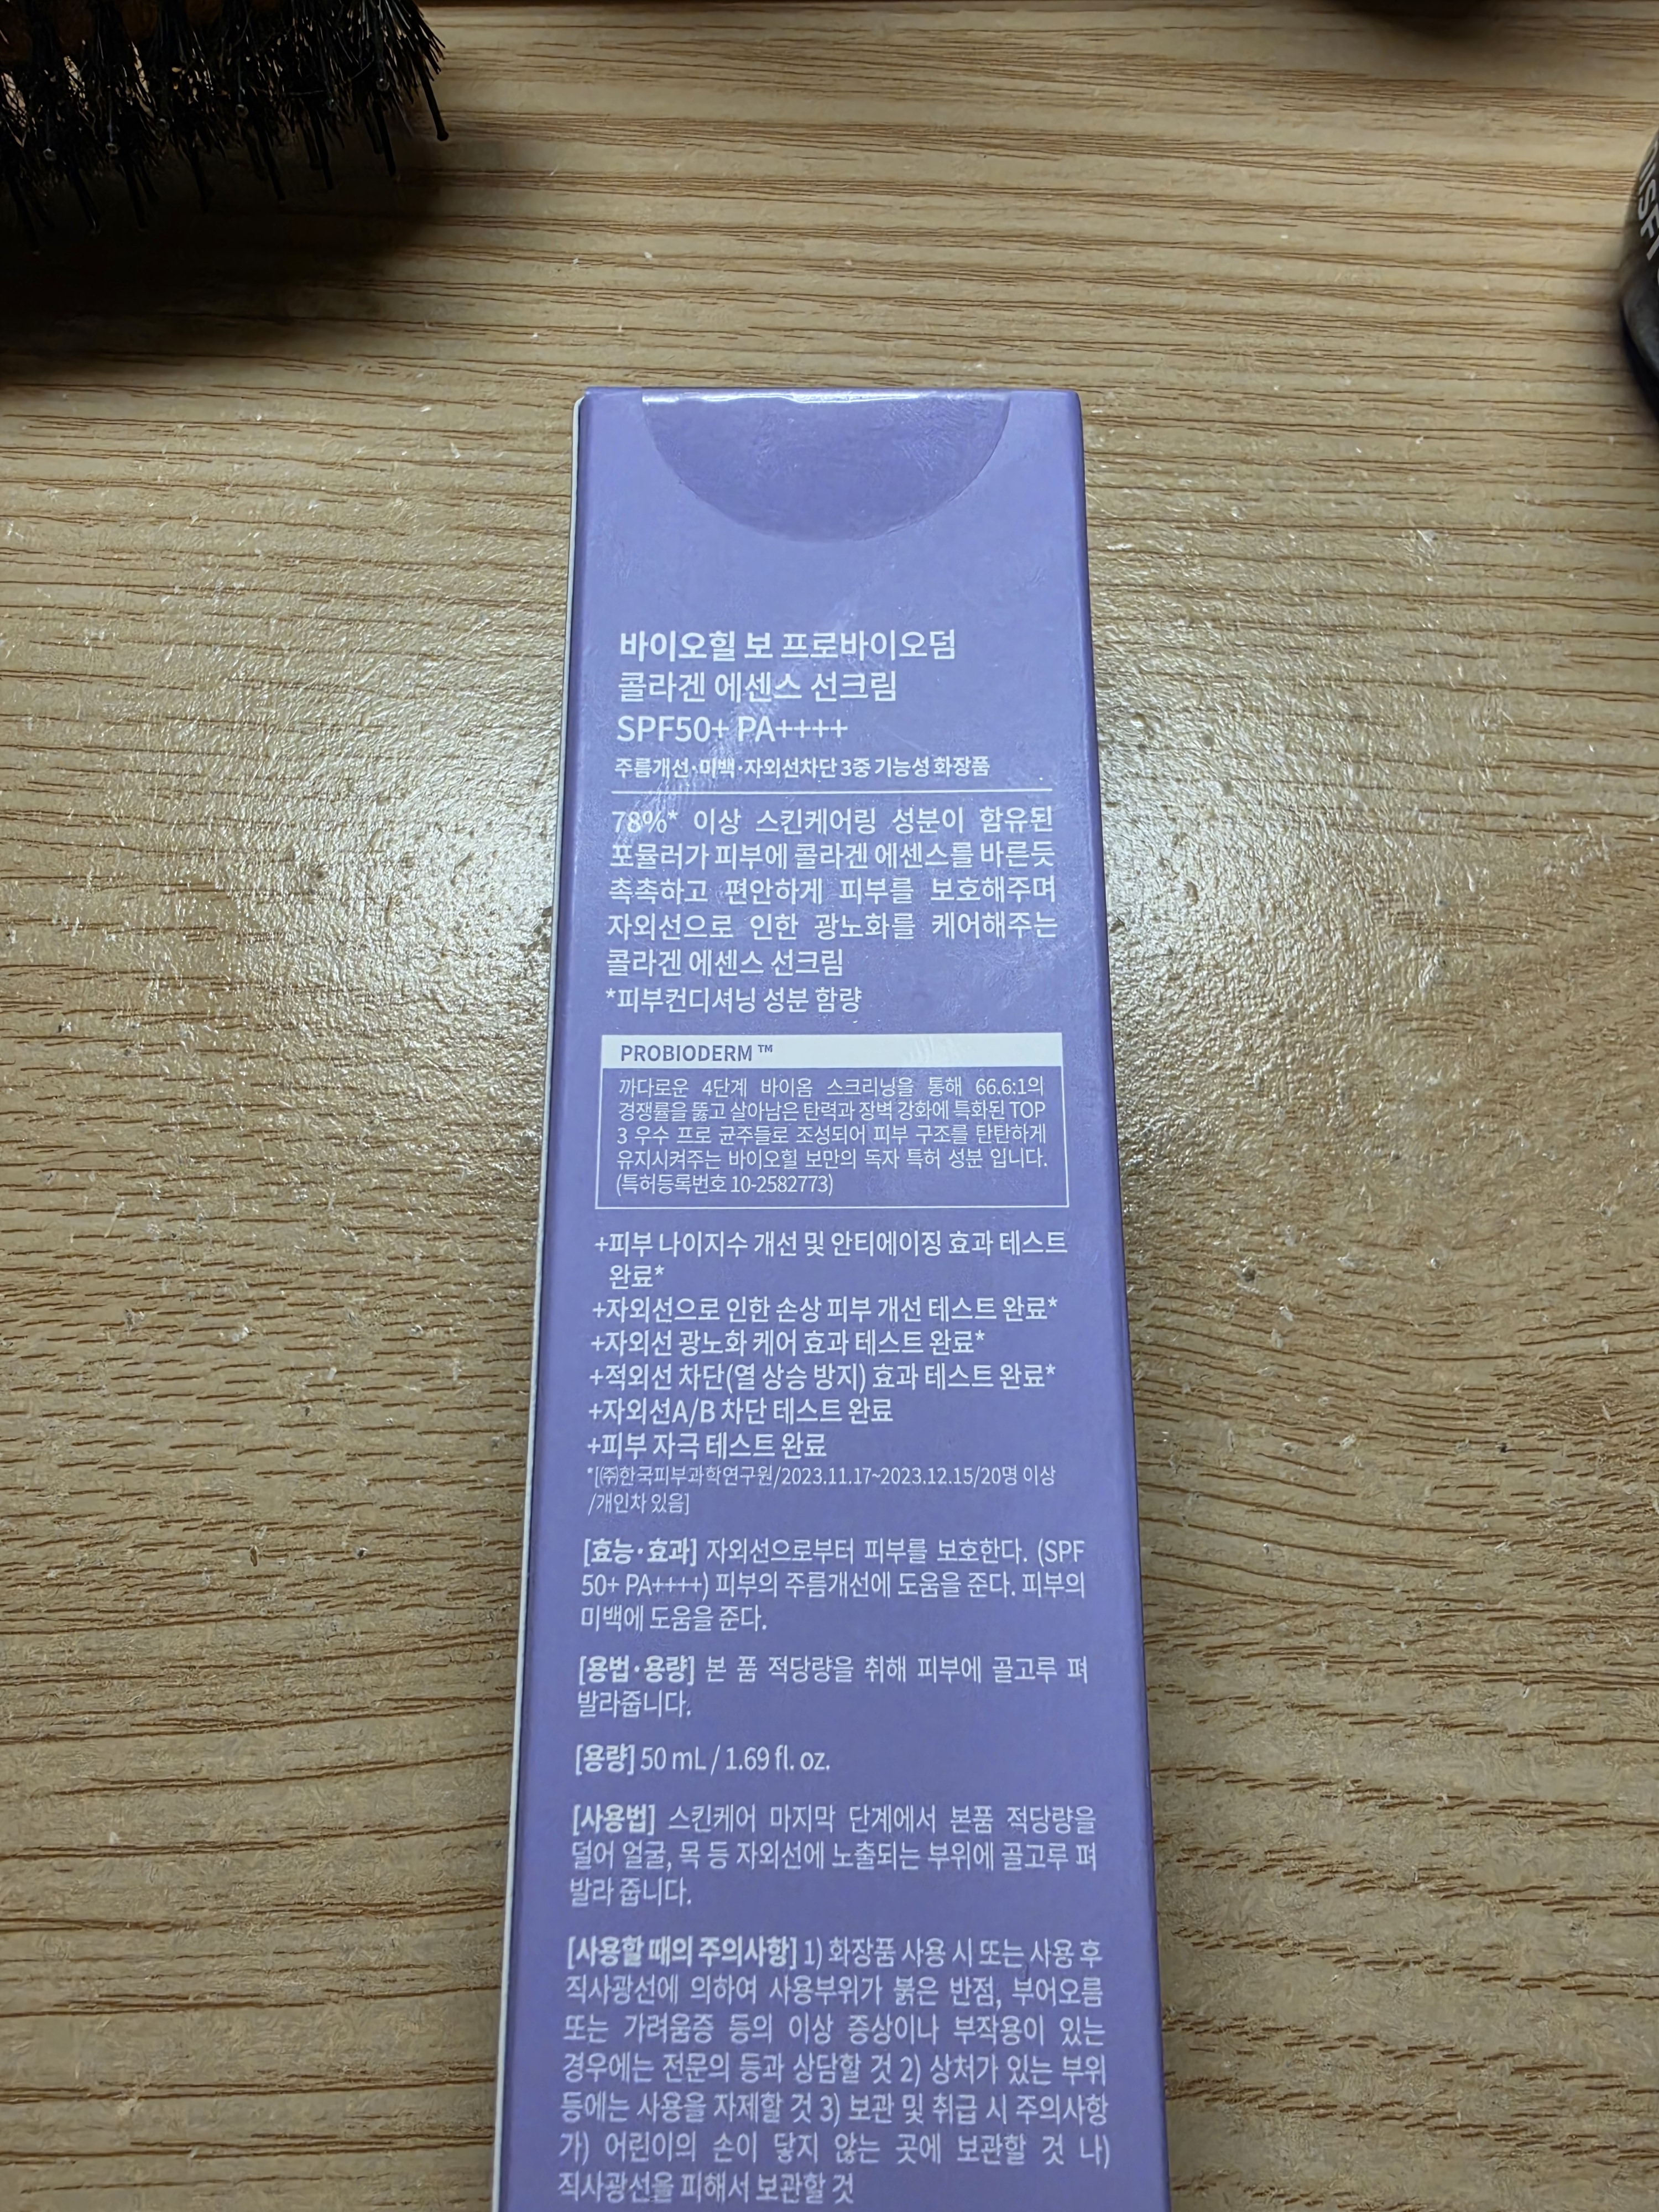 바이오힐 보 프로바이오덤
콜라겐 에센스 선크림
SPF50+ PA++++
주름개선·미백·자외선차단 3중 기능성 화장품
78%* 이상 스킨케어링 성분이 함유된
포뮬러가 피부에 콜라겐 에센스를 바른듯
촉촉하고 편안하게 피부를 보호해주며
자외선으로 인한 광노화를 케어해주는
콜라겐 에센스 선크림
*피부컨디셔닝 성분 함량
PROBIODERM ™
까다로운 4단계 바이옴 스크리닝을 통해 66.6:1의
경쟁률을 뚫고 살아남은 탄력과 장벽 강화에 특화된 TOP
3 우수 프로 균주들로 조성되어 피부 구조를 탄탄하게
유지시켜주는 바이오힐 보만의 독자 특허 성분 입니다.
(특허등록번호 10-2582773)
+피부 나이지수 개선 및 안티에이징 효과 테스트
완료*
+자외선으로 인한 손상 피부 개선 테스트 완료*
+자외선 광노화 케어 효과 테스트 완료*
+적외선 차단(열 상승 방지) 효과 테스트 완료*
+자외선A/B 차단 테스트 완료
+피부 자극 테스트 완료
*[㈜한국피부과학연구원/2023.11.17~2023.12.15/20명 이상
/개인차 있음]
[효능·효과] 자외선으로부터 피부를 보호한다. (SPF
50+ PA++++) 피부의 주름개선에 도움을 준다. 피부의
미백에 도움을 준다.
[용법·용량] 본 품 적당량을 취해 피부에 골고루 펴
발라줍니다.
[용량] 50 mL / 1.69 fl. oz.
[사용법] 스킨케어 마지막 단계에서 본품 적당량을
덜어 얼굴, 목 등 자외선에 노출되는 부위에 골고루 펴
발라 줍니다.
[사용할 때의 주의사항] 1) 화장품 사용 시 또는 사용 후
직사광선에 의하여 사용부위가 붉은 반점, 부어오름
또는 가려움증 등의 이상 증상이나 부작용이 있는
경우에는 전문의 등과 상담할 것 2) 상처가 있는 부위
등에는 사용을 자제할 것 3) 보관 및 취급 시 주의사항
가) 어린이의 손이 닿지 않는 곳에 보관할 것 나)
직사광선을 피해서 보관할 것